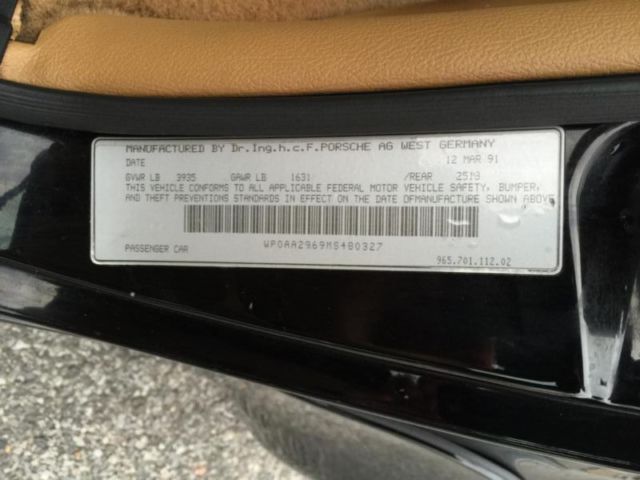 MANUFACTURED BY Dr.Ing.h.c.F.PORSCHE AG WEST GERMANY
DATE 12 MAR 91
GVWR LB 3935 GAWR LB 1631 /REAR 2513
THIS VEHICLE CONFORMS TO ALL APPLICABLE FEDERAL MOTOR VEHICLE SAFETY, BUMPER,
AND THEFT PREVENTIONS STANDARDS IN EFFECT ON THE DATE OFMANUFACTURE SHOWN ABOVE
PASSENGER CAR WP0AA2969MS480327
965.701.112.02